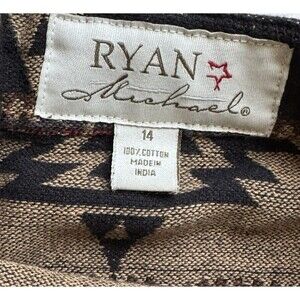 RYAN
Michael®
14
100% COTTON
MADE IN
INDIA